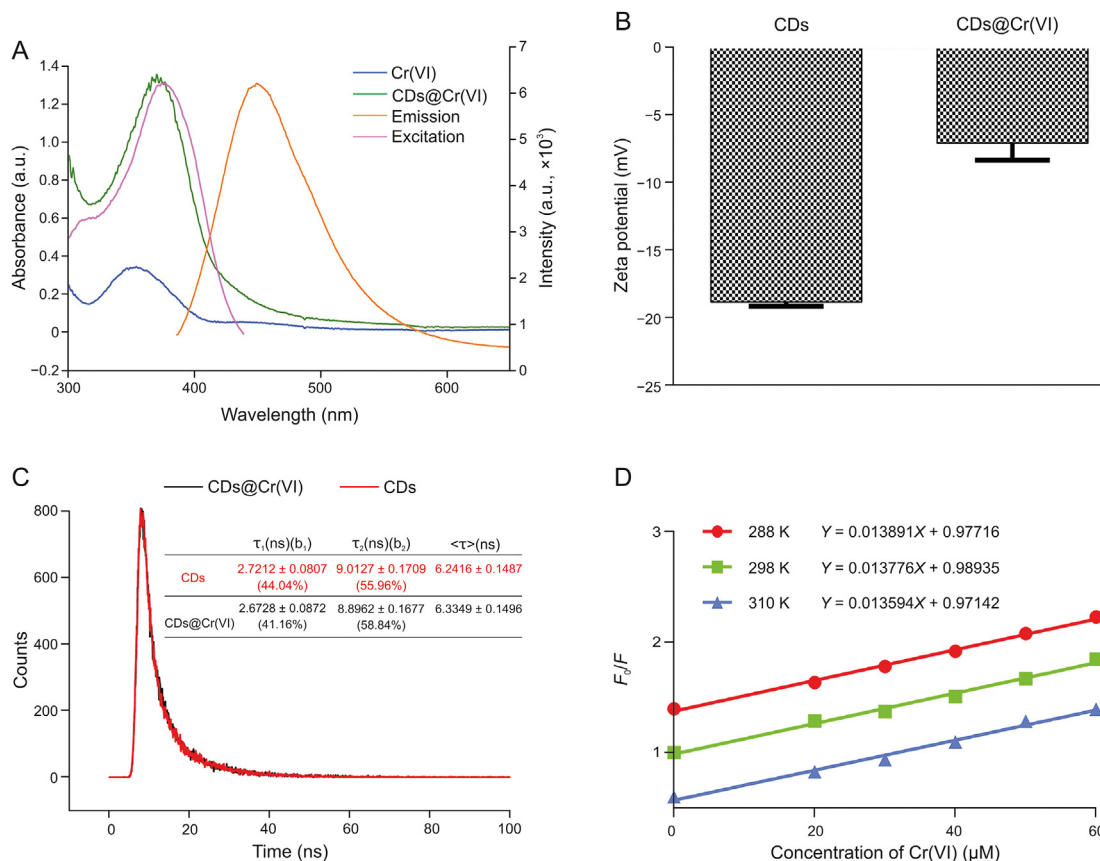 A
Absorbance (a.u.)
1.4
1.2
1.0
0.8
0.6
0.4
0.2
0
−0.2
300
400
500
600
Wavelength (nm)
7
6
5
4
3
2
1
0
Intensity (a.u., ×10³)
Cr(VI)
CDs@Cr(VI)
Emission
Excitation
B
CDs
CDs@Cr(VI)
Zeta potential (mV)
0
−5
−10
−15
−20
−25
C
CDs@Cr(VI)
CDs
Counts
800
600
400
200
0
0
20
40
60
80
100
Time (ns)
τ₁(ns)(b₁) τ₂(ns)(b₂) <τ>(ns)
CDs 2.7212 ± 0.0807 9.0127 ± 0.1709 6.2416 ± 0.1487
(44.04%) (55.96%)
CDs@Cr(VI) 2.6728 ± 0.0872 8.8962 ± 0.1677 6.3349 ± 0.1496
(41.16%) (58.84%)
D
288 K Y = 0.013891X + 0.97716
298 K Y = 0.013776X + 0.98935
310 K Y = 0.013594X + 0.97142
F₀/F
3
2
1
0
20
40
60
Concentration of Cr(VI) (µM)